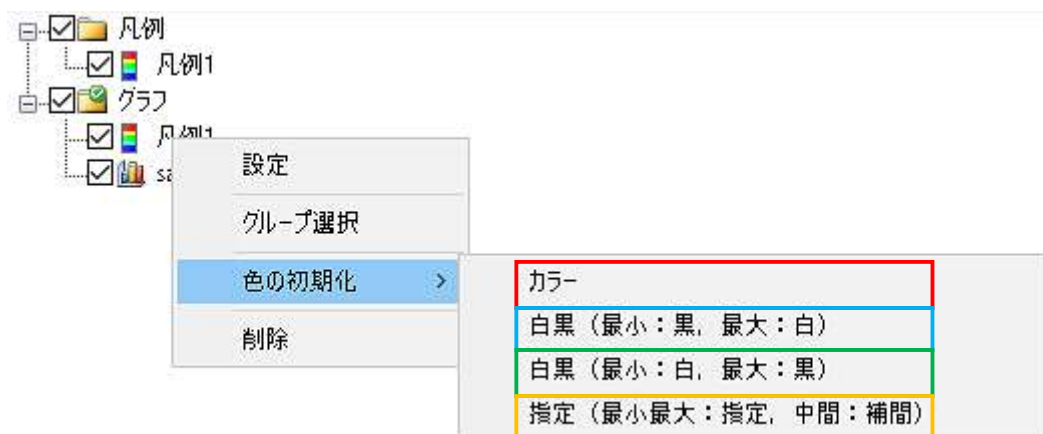 凡例
凡例1
グラフ
凡例1
設定
グループ選択
色の初期化
削除
カラー
白黒（最小：黒，最大：白）
白黒（最小：白，最大：黒）
指定（最小最大：指定，中間：補間）